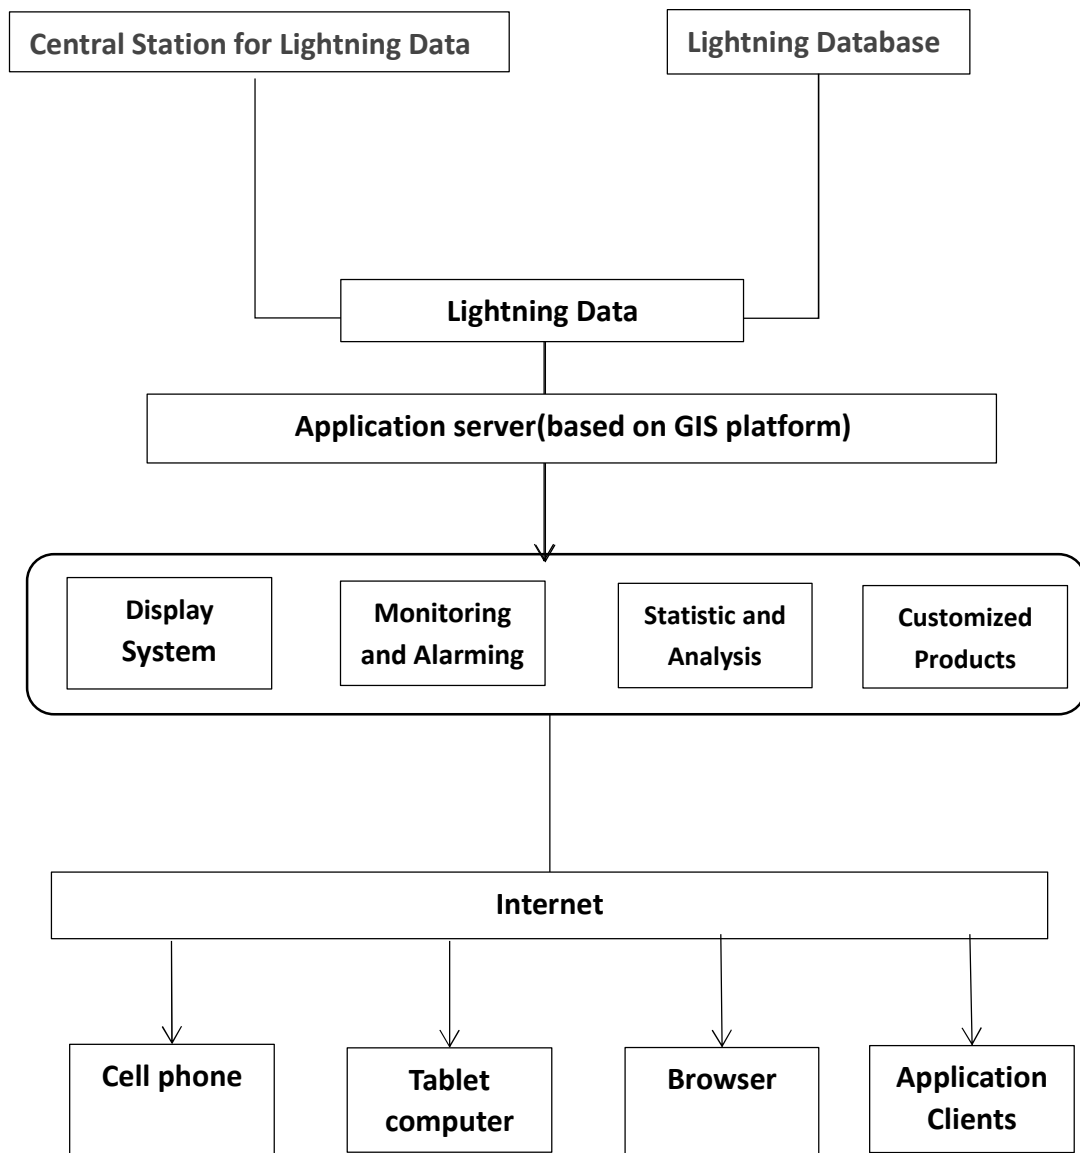 Central Station for Lightning Data
Lightning Database
Lightning Data
Application server(based on GIS platform)
Display
System
Monitoring
and Alarming
Statistic and
Analysis
Customized
Products
Internet
Cell phone
Tablet
computer
Browser
Application
Clients